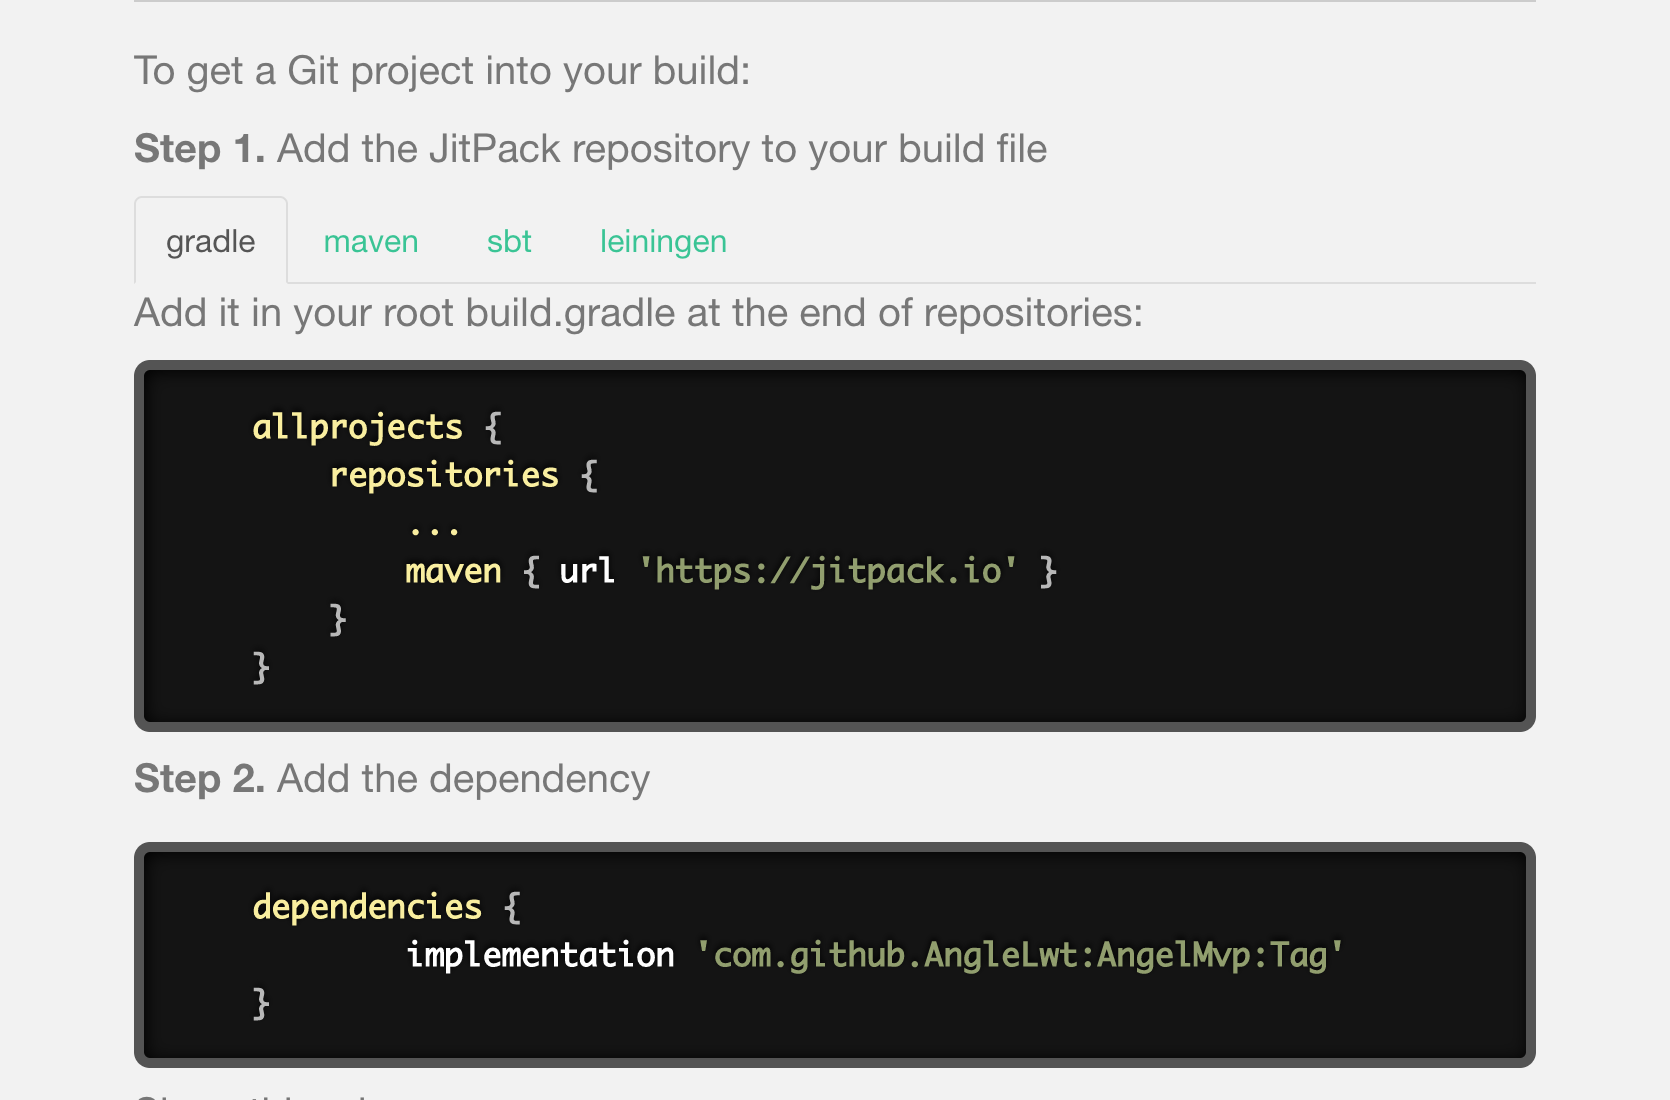 To get a Git project into your build:
Step 1. Add the JitPack repository to your build file
gradle maven sbt leiningen
Add it in your root build.gradle at the end of repositories:
allprojects {
repositories {
...
maven { url 'https://jitpack.io' }
}
}
Step 2. Add the dependency
dependencies {
implementation 'com.github.AngleLwt:AngelMvp:Tag'
}